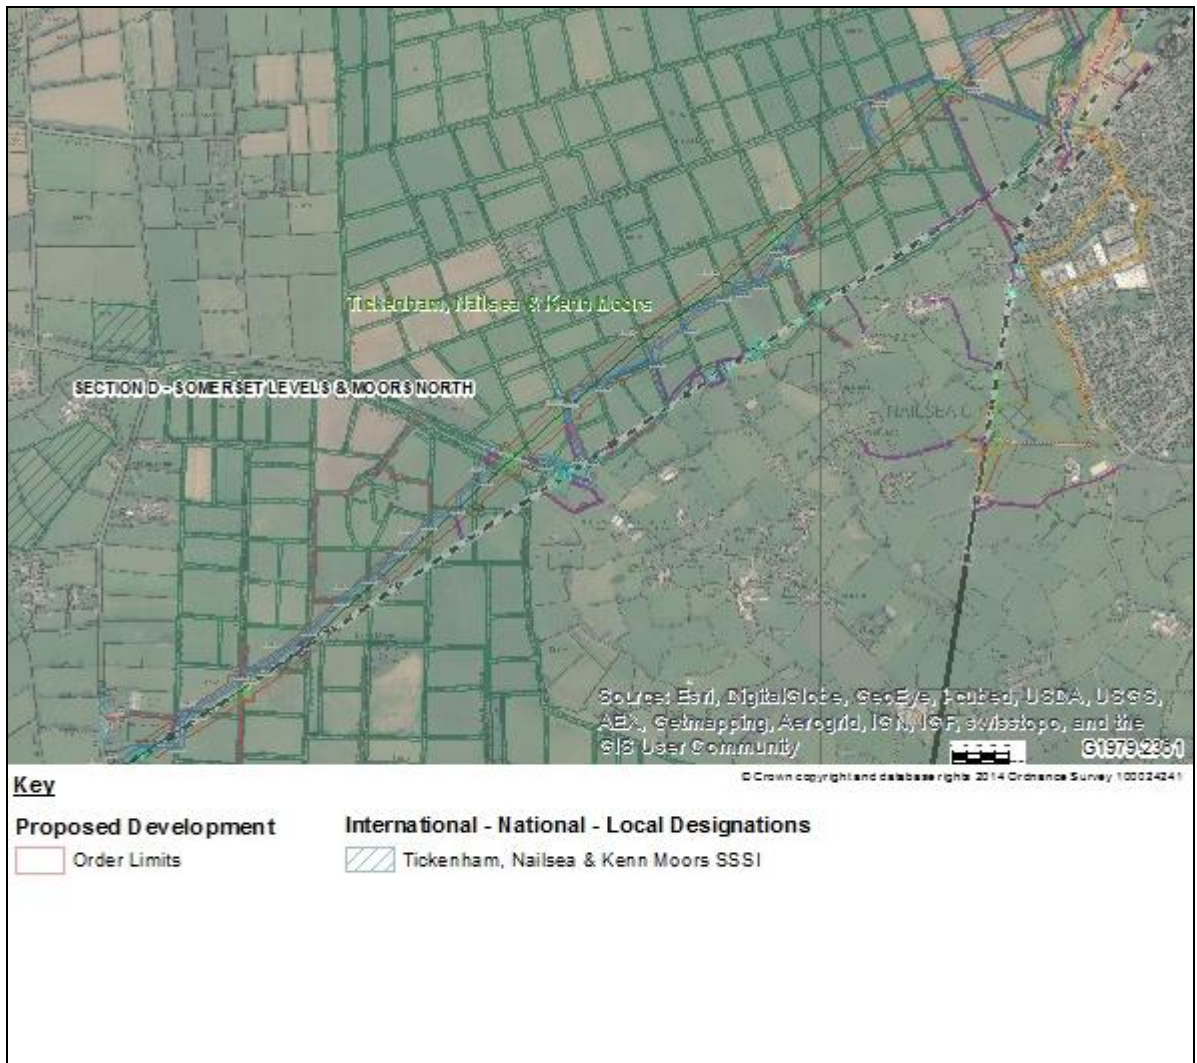 Tickenham, Nailsea & Kenn Moors
SECTION D - SOMERSET LEVELS & MOORS NORTH
NAILSEA C
Source: Esri, DigitalGlobe, GeoEye, i-cubed, USDA, USGS,
AEX, Getmapping, Aerogrid, IGN, IGP, swisstopo, and the
GIS User Community
G1979.2361
© Crown copyright and database rights 2014 Ordnance Survey 100024241
Key
Proposed Development
International - National - Local Designations
Order Limits
Tickenham, Nailsea & Kenn Moors SSSI